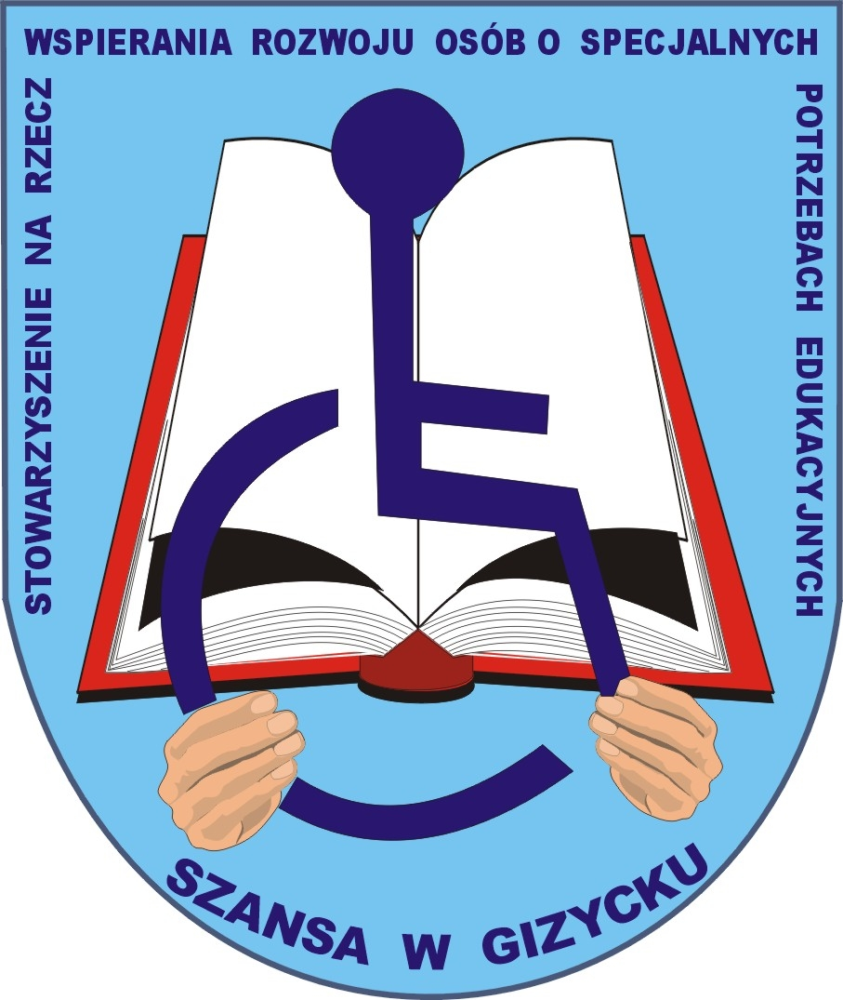 STOWARZYSZENIE NA RZECZ
WSPIERANIA ROZWOJU OSÓB O SPECJALNYCH
POTRZEBACH EDUKACYJNYCH
SZANSA W GIZYCKU